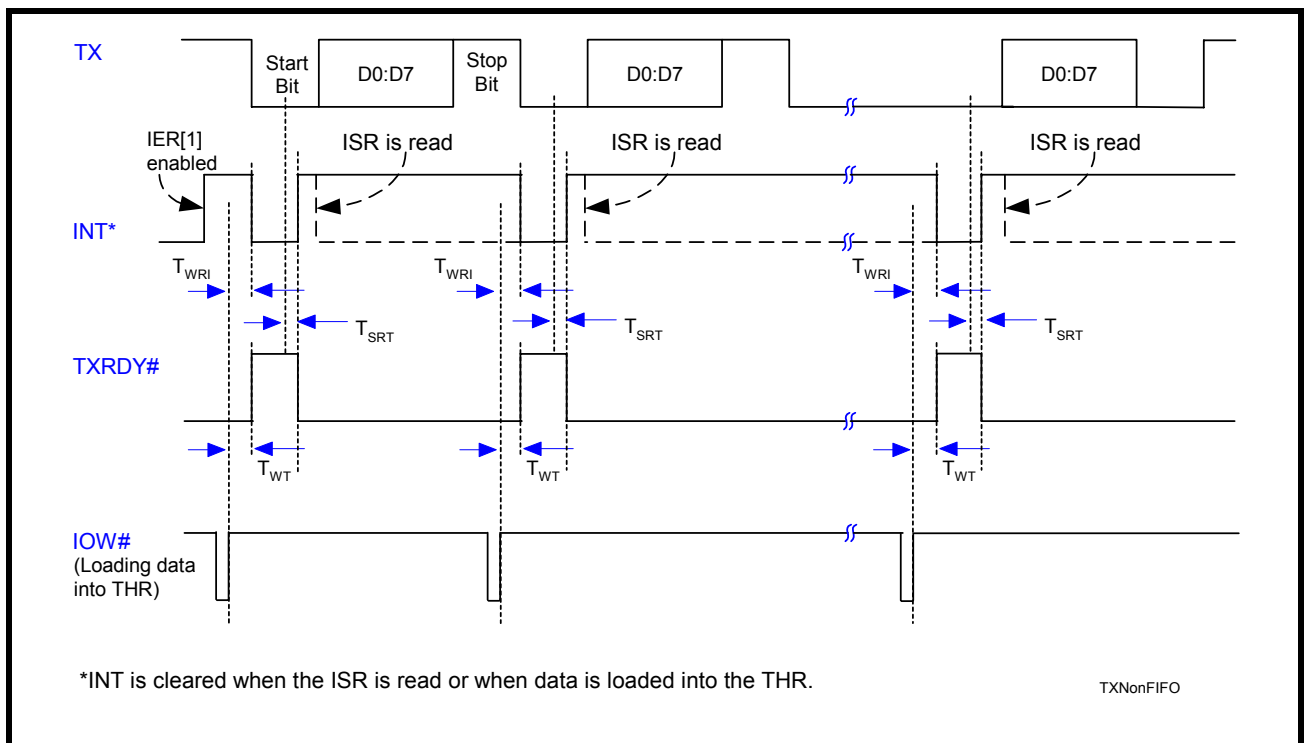 TX
Start
Bit
D0:D7
Stop
Bit
D0:D7
D0:D7
IER[1]
enabled
ISR is read
ISR is read
ISR is read
INT*
TWRI
TWRI
TWRI
TSRT
TSRT
TSRT
TXRDY#
TWT
TWT
TWT
IOW#
(Loading data
into THR)
*INT is cleared when the ISR is read or when data is loaded into the THR.
TXNonFIFO